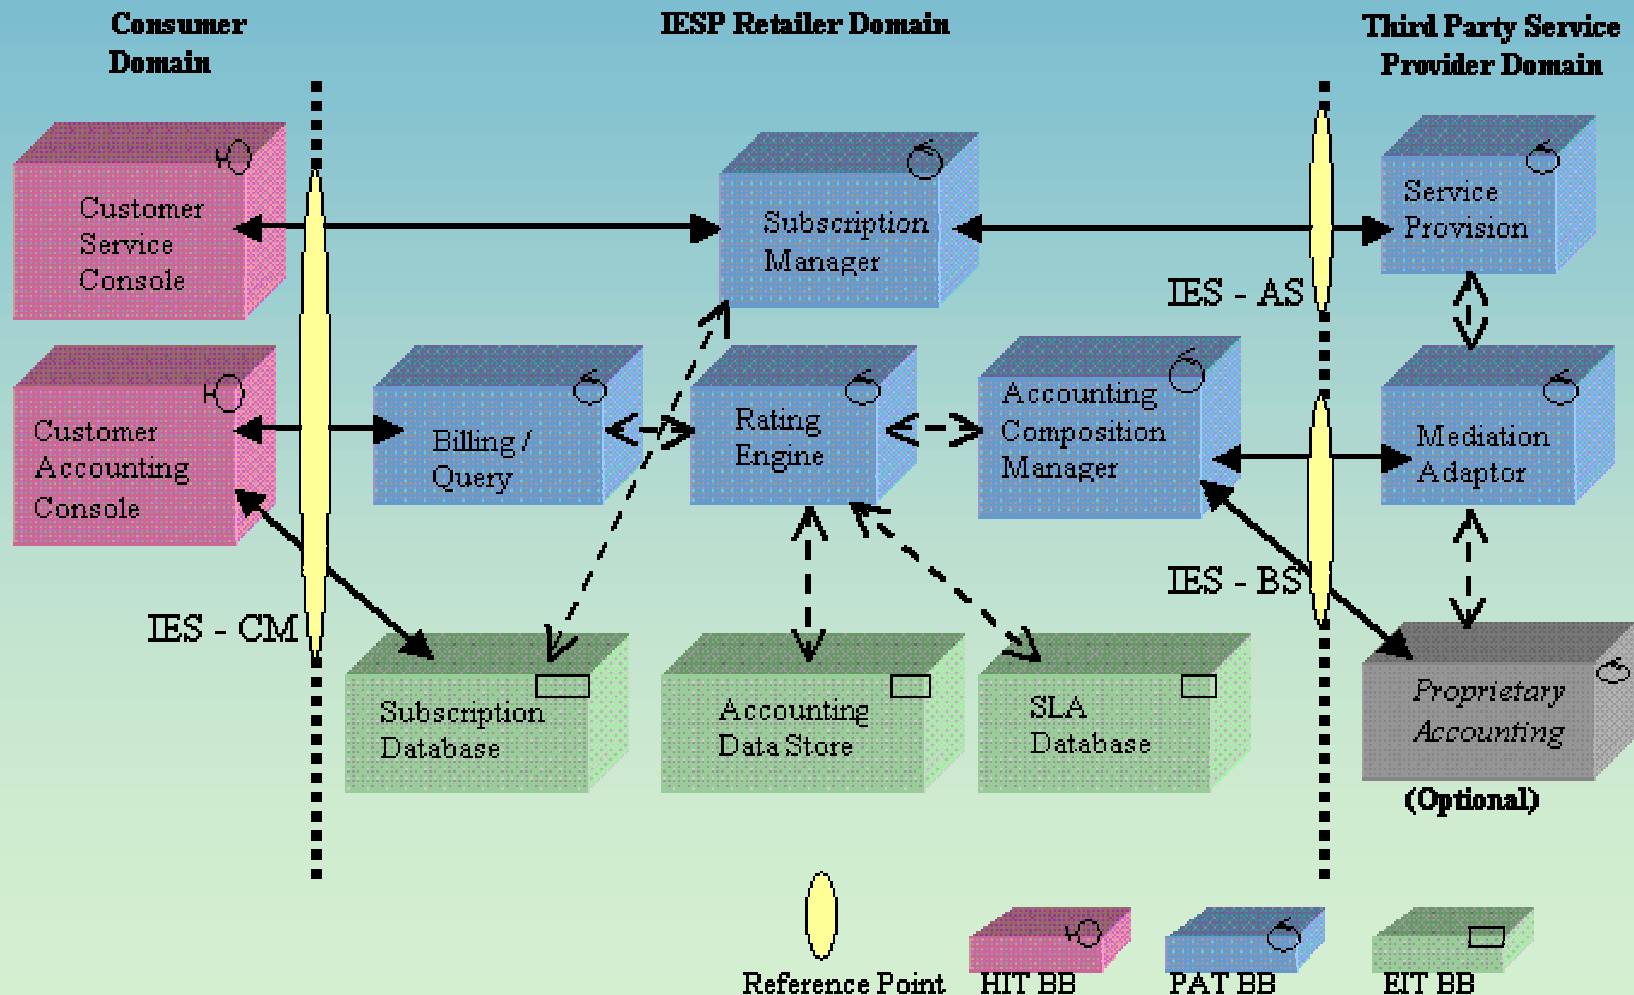 Consumer
Domain
IESP Retailer Domain
Third Party Service
Provider Domain
Customer
Service
Console
Subscription
Manager
Service
Provision
IES - AS
Customer
Accounting
Console
Billing /
Query
Rating
Engine
Accounting
Composition
Manager
Mediation
Adaptor
IES - CM
IES - BS
Subscription
Database
Accounting
Data Store
SLA
Database
Proprietary
Accounting
(Optional)
Reference Point
HIT BB
PAT BB
EIT BB